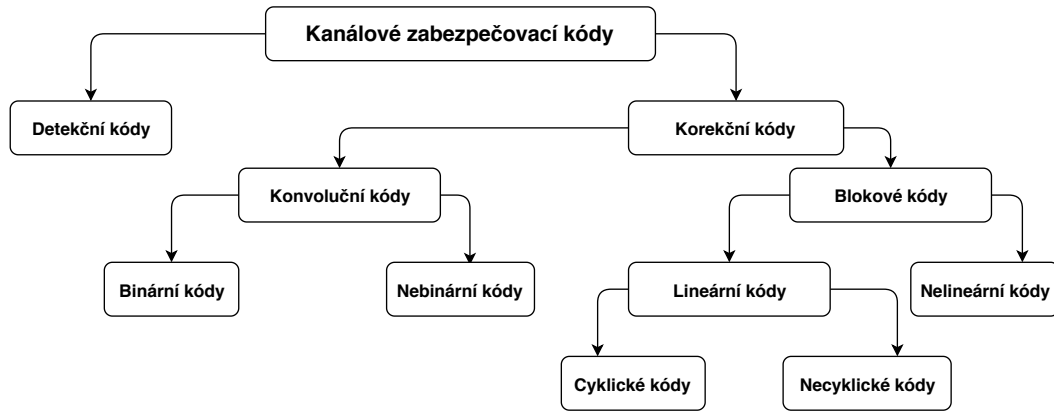 Kanálové zabezpečovací kódy
Detekční kódy
Korekční kódy
Konvoluční kódy
Blokové kódy
Binární kódy
Nebinární kódy
Lineární kódy
Nelineární kódy
Cyklické kódy
Necyklické kódy